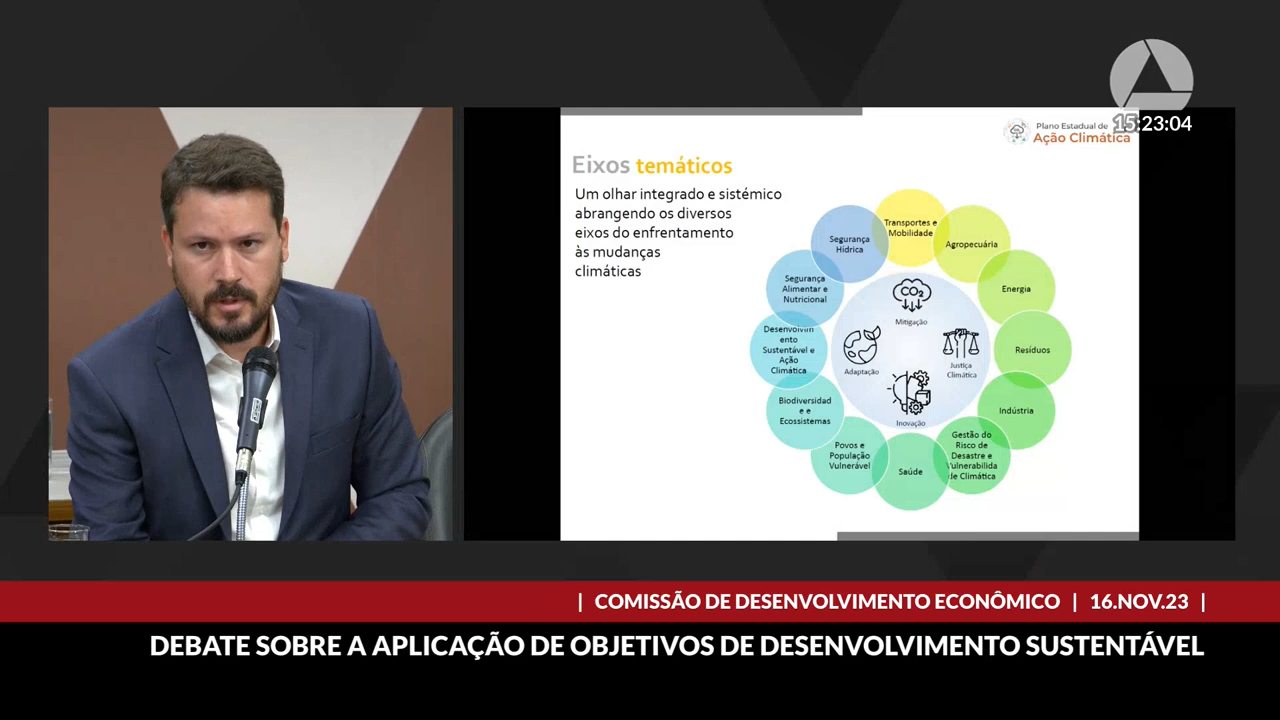 15:23:04
Plano Estadual de
Ação Climática
Eixos temáticos
Um olhar integrado e sistémico
abrangendo os diversos
eixos do enfrentamento
às mudanças
climáticas
Transportes e
Mobilidade
Agropecuária
Energia
Resíduos
Indústria
Gestão do
Risco de
Desastre e
Vulnerabilida
de Climática
Saúde
Povos e
População
Vulnerável
Biodiversidad
e e
Ecossistemas
Desenvolvim
ento
Sustentável e
Ação
Climática
Segurança
Alimentar e
Nutricional
Segurança
Hídrica
CO2
Mitigação
Justiça
Climática
Inovação
Adaptação
| COMISSÃO DE DESENVOLVIMENTO ECONÔMICO | 16.NOV.23 |
DEBATE SOBRE A APLICAÇÃO DE OBJETIVOS DE DESENVOLVIMENTO SUSTENTÁVEL